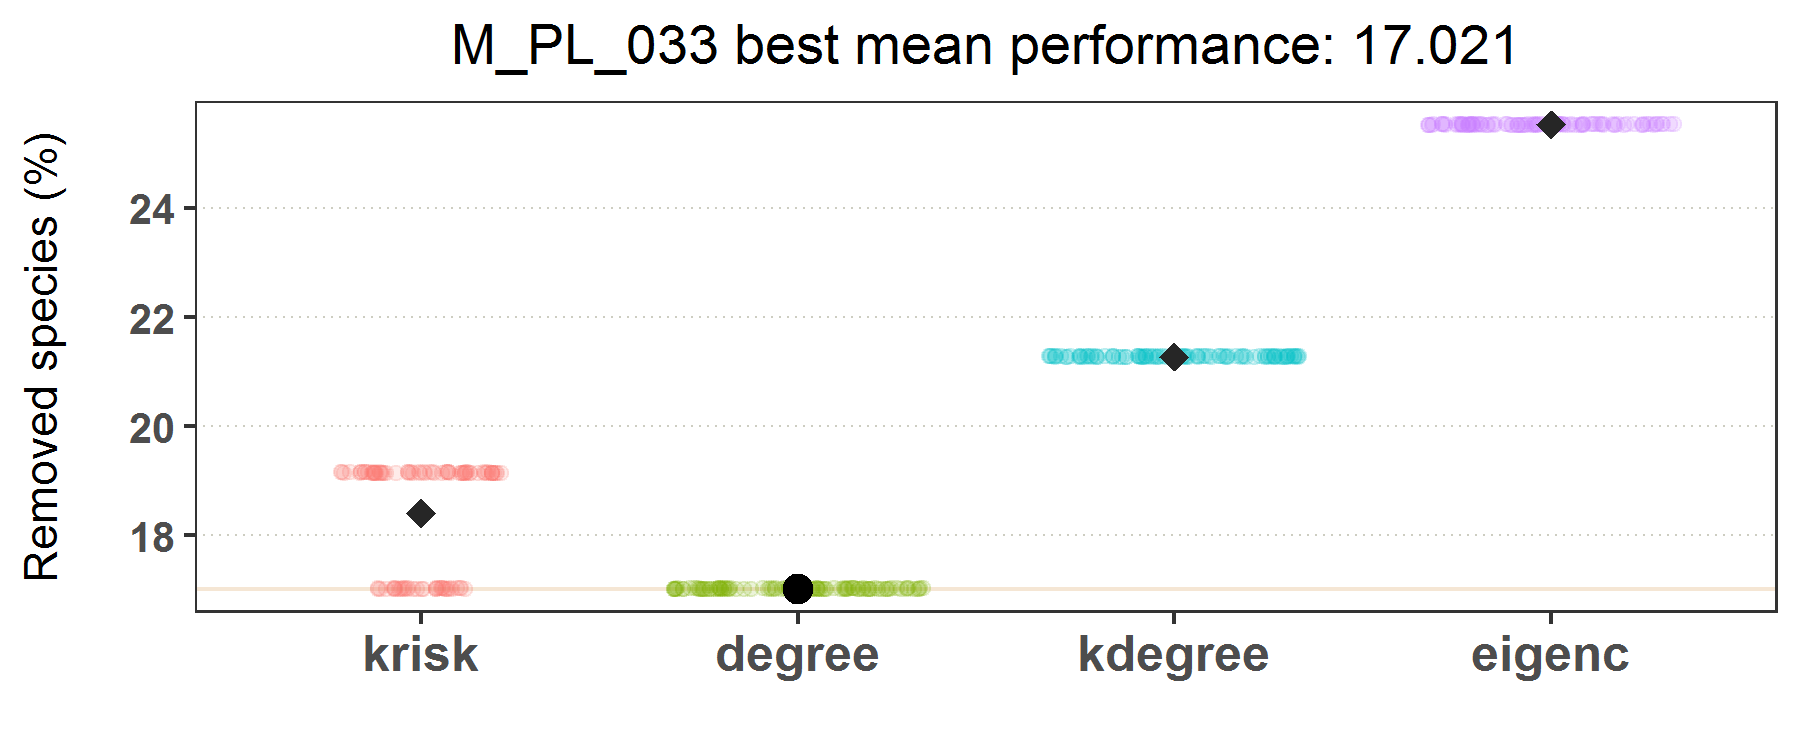 M_PL_033 best mean performance: 17.021
Removed species (%)
24
22
20
18
krisk degree kdegree eigenc